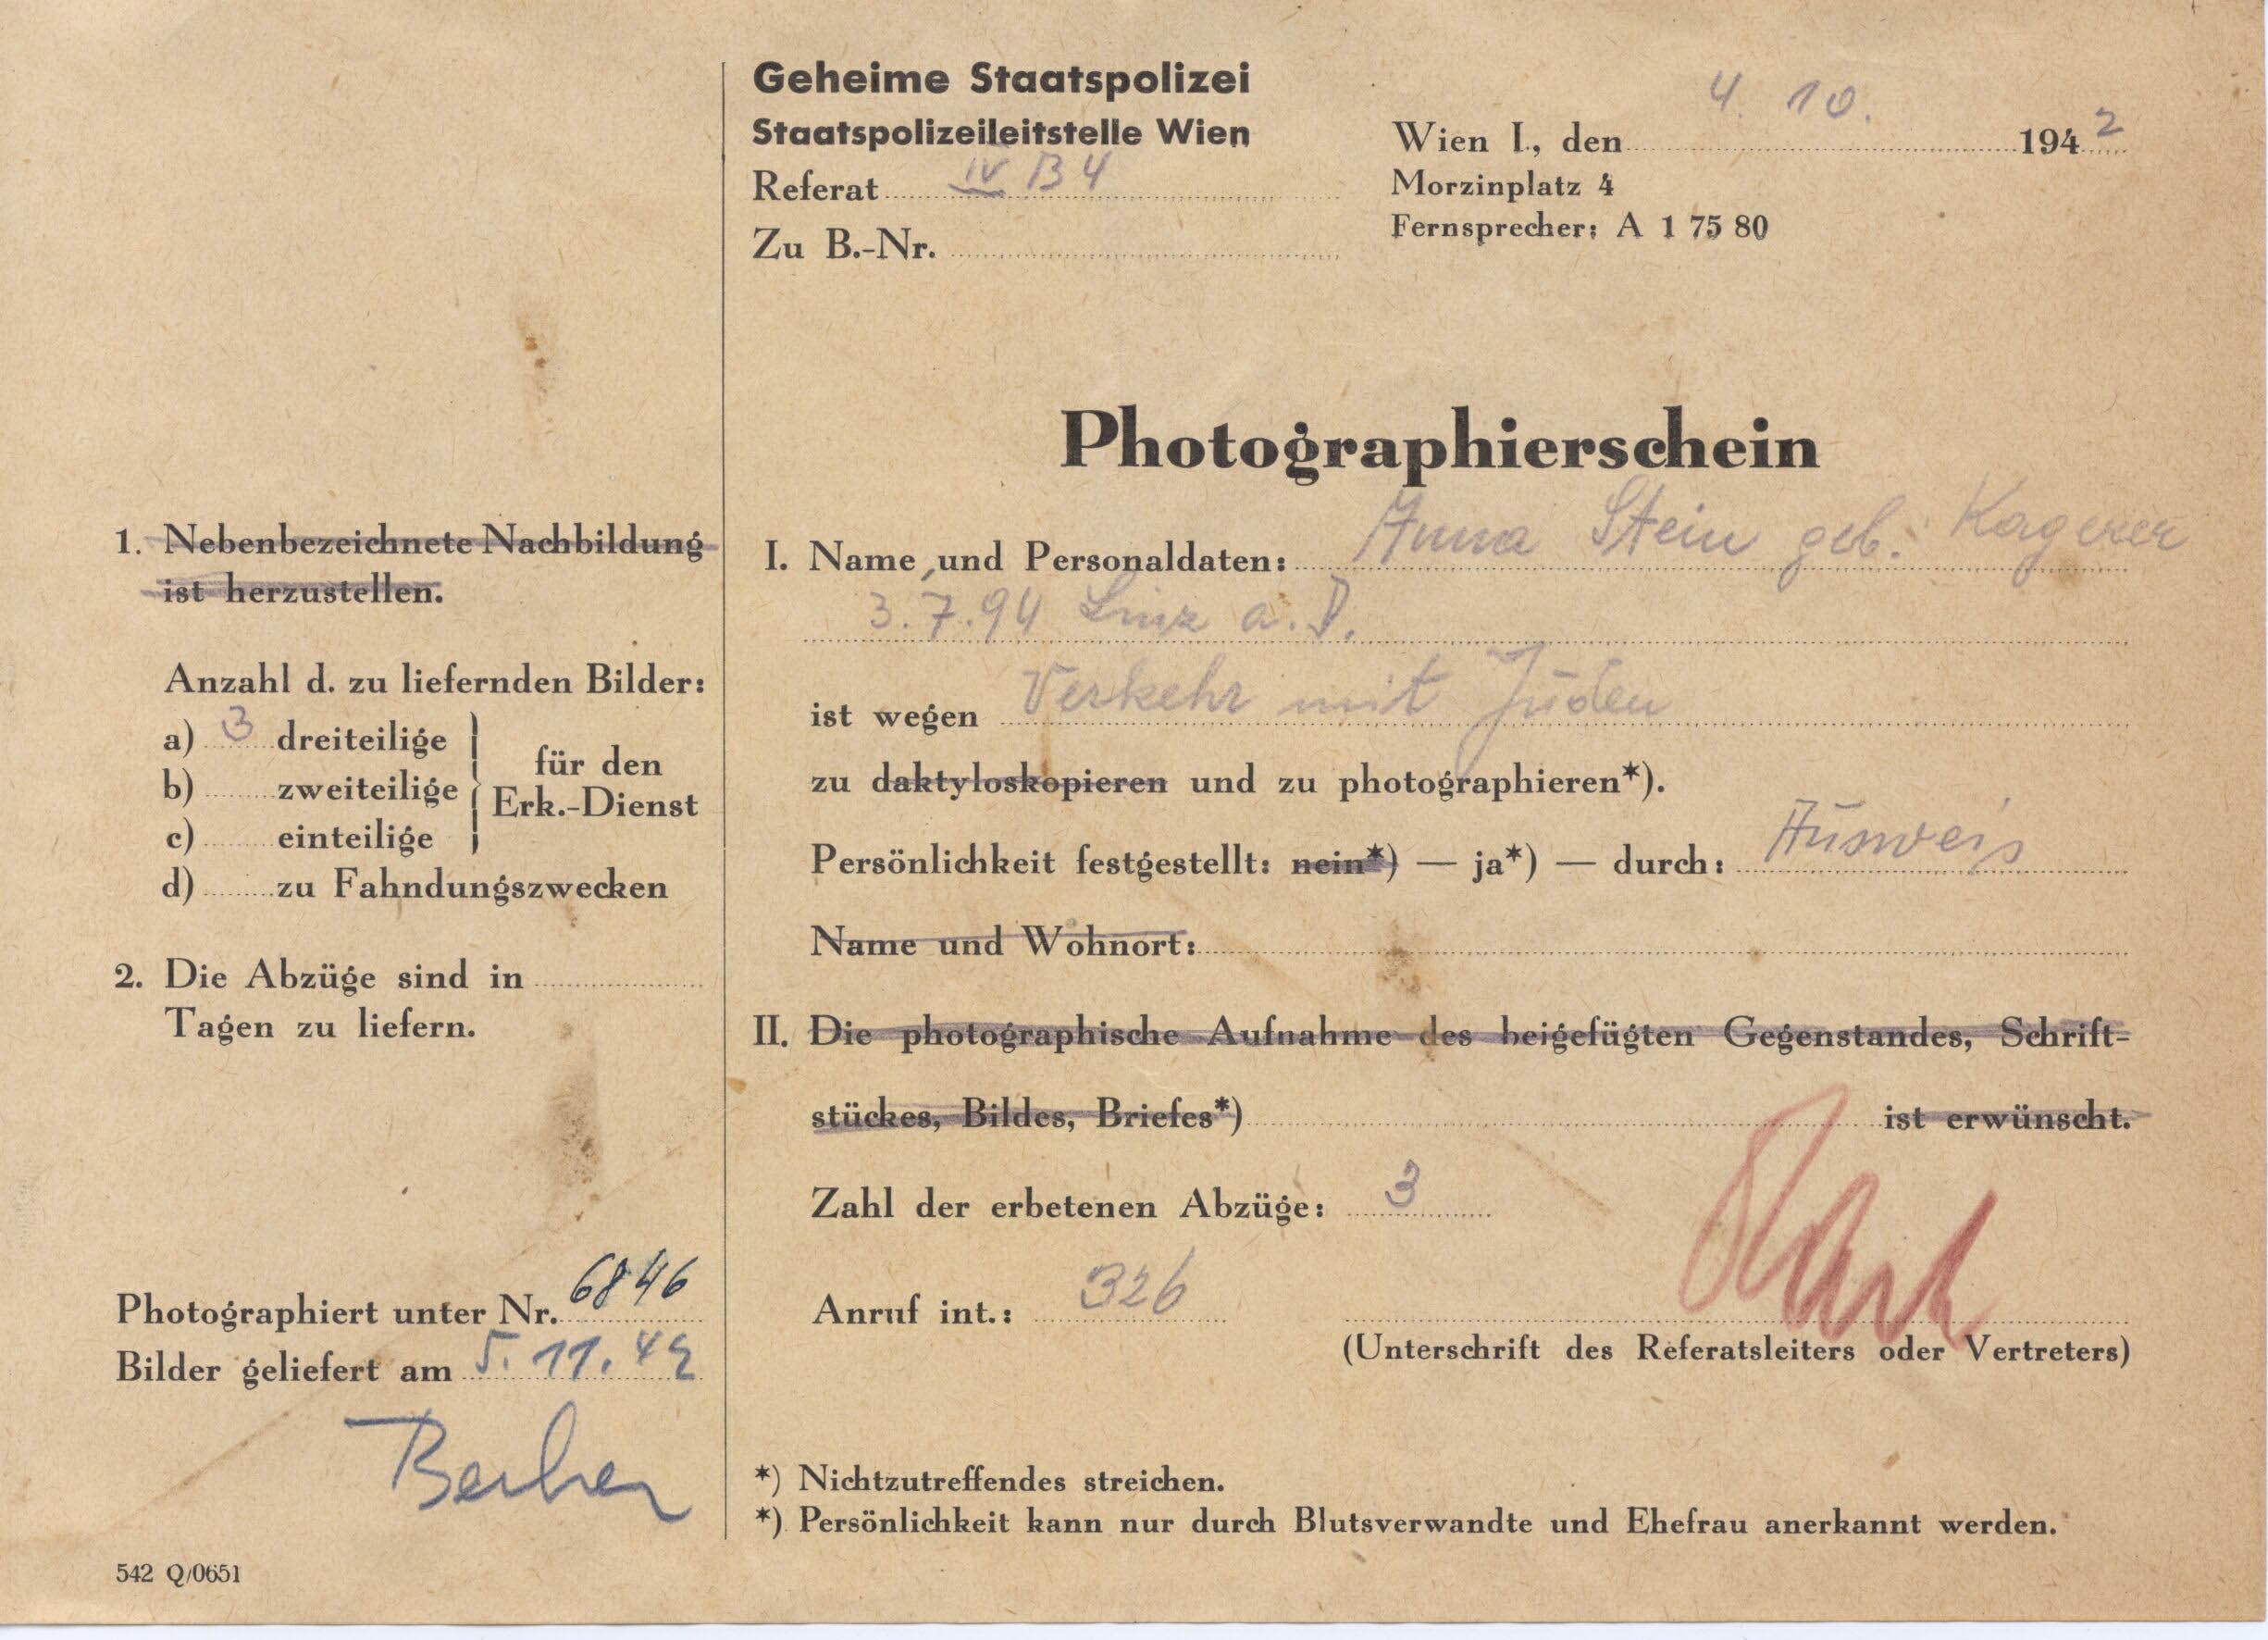 Geheime Staatspolizei
Staatspolizeileitstelle Wien
Referat IV B 4
Zu B.-Nr.
Wien I., den 4. 10. 1942
Morzinplatz 4
Fernsprecher: A 1 75 80
Photographierschein
1. Nebenbezeichnete Nachbildung
ist herzustellen.
Anzahl d. zu liefernden Bilder:
a) 3 dreiteilige
b) zweiteilige
c) einteilige
für den
Erk.-Dienst
d) zu Fahndungszwecken
2. Die Abzüge sind in
Tagen zu liefern.
Photographiert unter Nr. 6846
Bilder geliefert am 5. 11. 42
I. Name und Personaldaten: Anna Stein geb. Kagerer
3.7.94 Linz a. D.
ist wegen Verkehr mit Juden
zu daktyloskopieren und zu photographieren*).
Persönlichkeit festgestellt: nein*) — ja*) — durch: Ausweis
Name und Wohnort:
II. Die photographische Aufnahme des beigefügten Gegenstandes, Schrift-
stückes, Bildes, Briefes*) ist erwünscht.
Zahl der erbetenen Abzüge: 3
Anruf int.: 326
(Unterschrift des Referatsleiters oder Vertreters)
*) Nichtzutreffendes streichen.
*) Persönlichkeit kann nur durch Blutsverwandte und Ehefrau anerkannt werden.
542 Q/0651